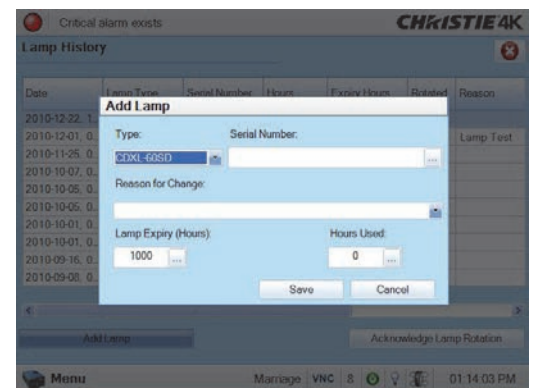 Critical alarm exists
CHRISTIE 4K
Lamp History
Date Lamp Type Serial Number Hours Expiry Hours Rotated Reason
Add Lamp
2010-12-22, 1...
2010-12-01, 0... Lamp Test
2010-11-25, 0...
2010-10-07, 0...
2010-10-05, 0...
2010-10-05, 0...
2010-10-01, 0...
2010-10-01, 0...
2010-09-16, 0...
2010-09-08, 0...
Type: Serial Number:
CDXL-60SD ...
Reason for Change:
Lamp Expiry (Hours): Hours Used:
1000 ... 0 ...
Save Cancel
Add Lamp Acknowledge Lamp Rotation
Menu Marriage VNC 8 01:14:03 PM